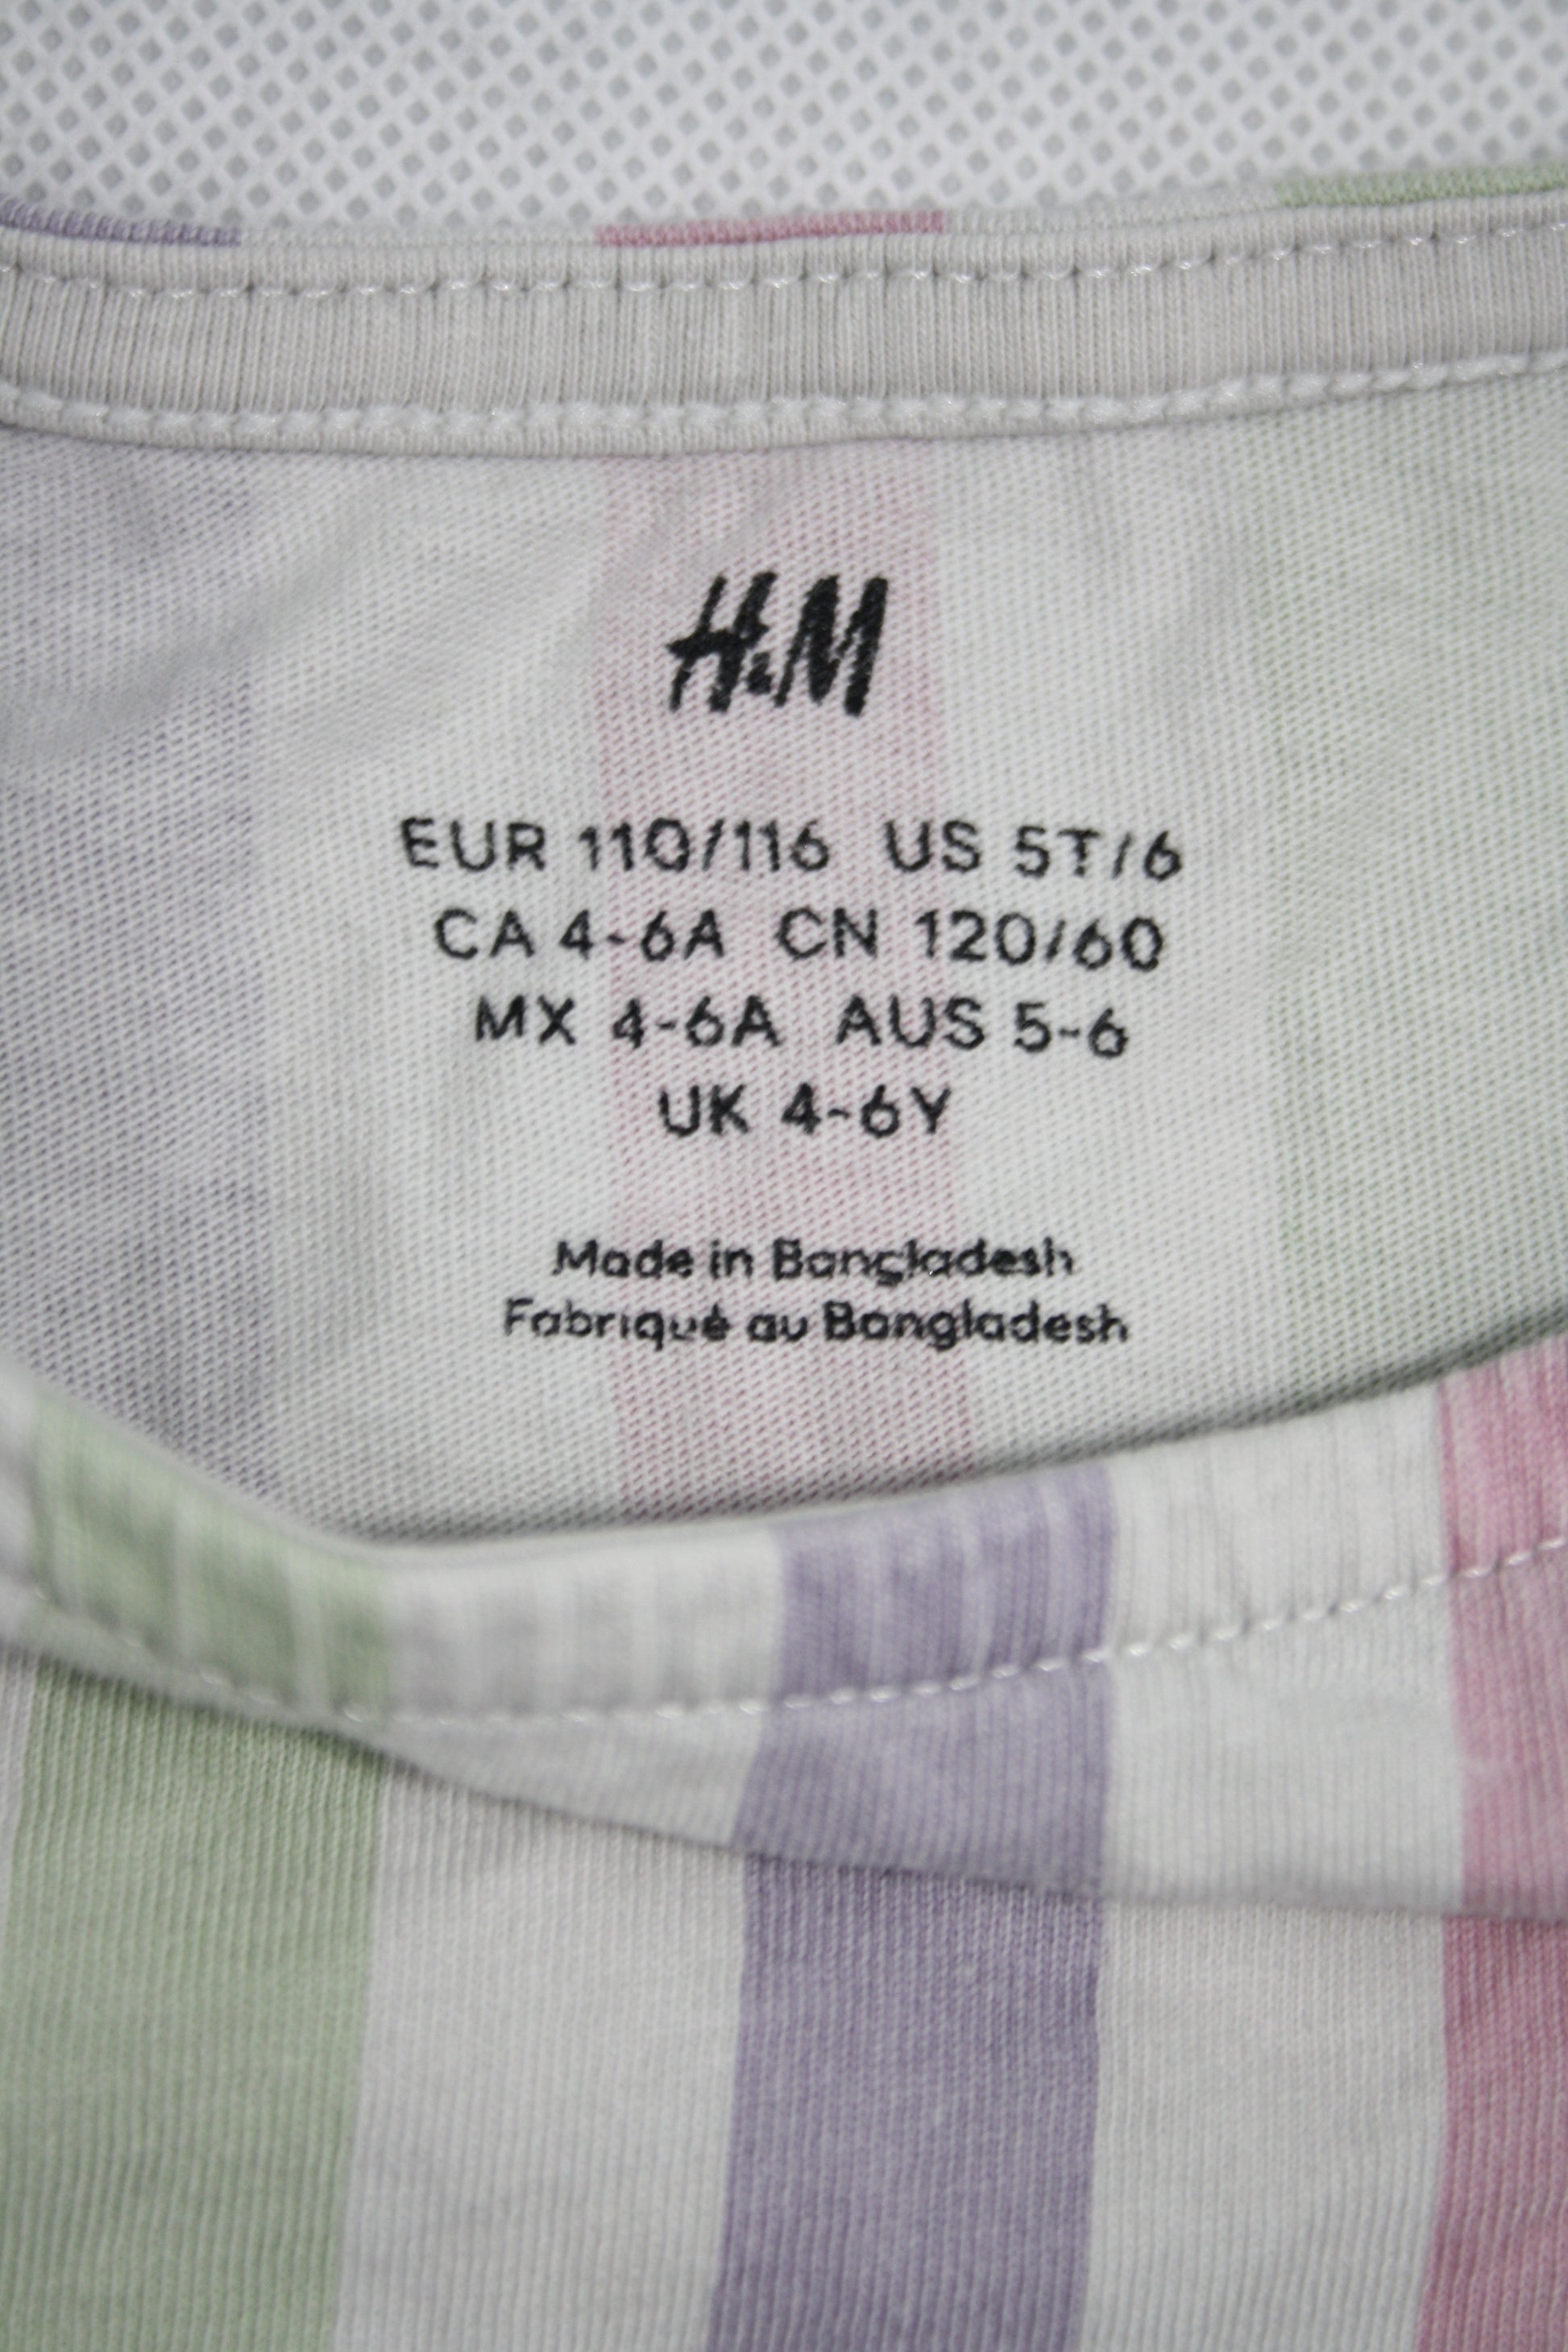 H&M
EUR 110/116 US 5T/6
CA 4-6A CN 120/60
MX 4-6A AUS 5-6
UK 4-6Y
Made in Bangladesh
Fabriqué au Bangladesh